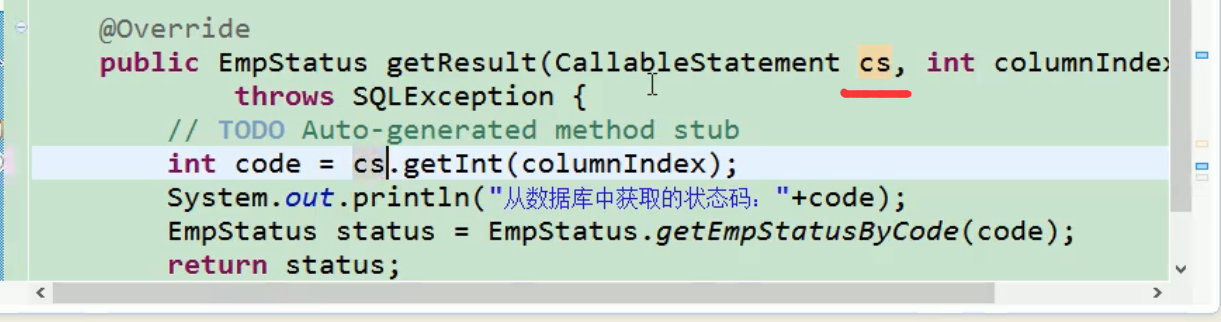 @Override
public EmpStatus getResult(CallableStatement cs, int columnIndex
throws SQLException {
// TODO Auto-generated method stub
int code = cs.getInt(columnIndex);
System.out.println("从数据库中获取的状态码："+code);
EmpStatus status = EmpStatus.getEmpStatusByCode(code);
return status;